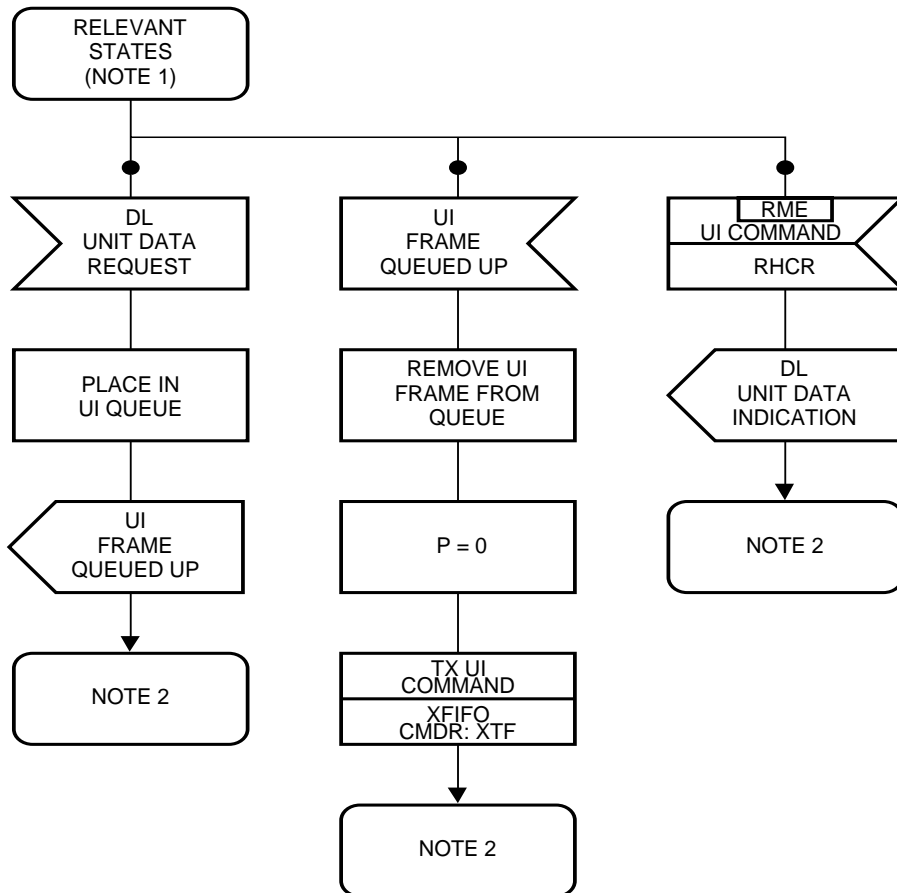 RELEVANT
STATES
(NOTE 1)
DL
UNIT DATA
REQUEST
PLACE IN
UI QUEUE
UI
FRAME
QUEUED UP
NOTE 2
UI
FRAME
QUEUED UP
REMOVE UI
FRAME FROM
QUEUE
P = 0
TX UI
COMMAND
XFIFO
CMDR: XTF
NOTE 2
RME
UI COMMAND
RHCR
DL
UNIT DATA
INDICATION
NOTE 2